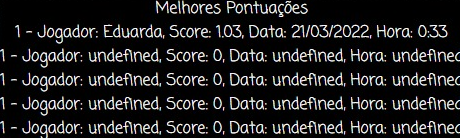 Melhores Pontuações
1 - Jogador: Eduarda, Score: 1.03, Data: 21/03/2022, Hora: 0:33
1 - Jogador: undefined, Score: 0, Data: undefined, Hora: undefined
1 - Jogador: undefined, Score: 0, Data: undefined, Hora: undefined
1 - Jogador: undefined, Score: 0, Data: undefined, Hora: undefined
1 - Jogador: undefined, Score: 0, Data: undefined, Hora: undefined